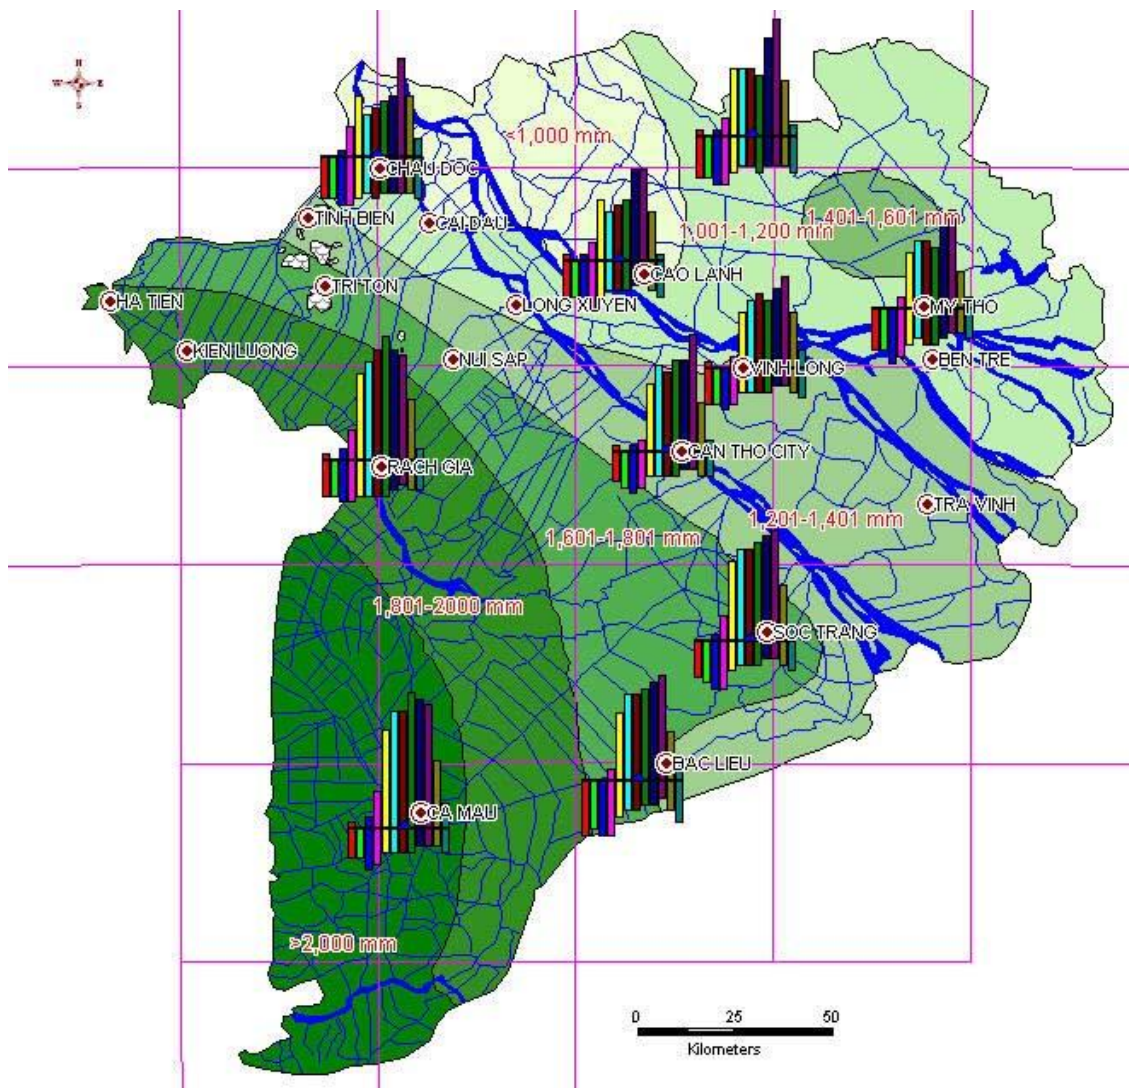 N
W E
S
<1,000 mm
CHAU DOC
TINH BIEN
CAI DAU
1,401-1,601 mm
1,001-1,200 mm
CAO LANH
TRI TON
HA TIEN
LONG XUYEN
MY THO
KIEN LUONG
NUI SAP
VINH LONG
BEN TRE
CAN THO CITY
RACH GIA
TRA VINH
1,201-1,401 mm
1,601-1,801 mm
1,801-2000 mm
SOC TRANG
BAC LIEU
CA MAU
>2,000 mm
0 25 50
Kilometers